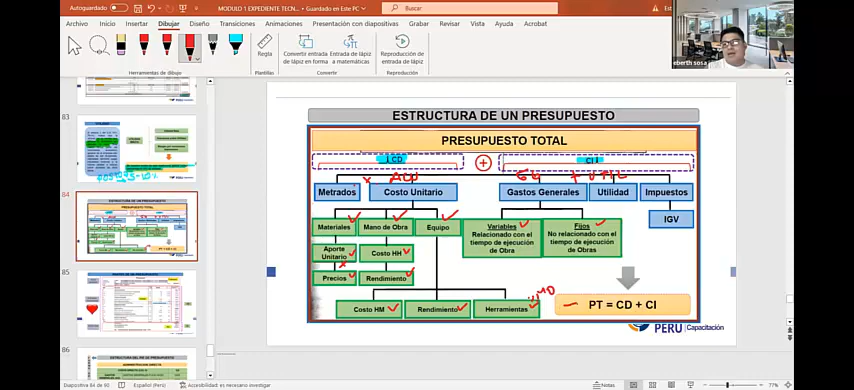 Autoguardado
MODULO 1 EXPEDIENTE TECN... • Guardado en Este PC
Buscar
Archivo Inicio Insertar Dibujar Diseño Transiciones Animaciones Presentación con diapositivas Grabar Revisar Vista Ayuda Acrobat
Regla
Convertir entrada de lápiz en forma
Entrada de lápiz a matemáticas
Reproducción de entrada de lápiz
Herramientas de dibujo
Plantillas
Convertir
Reproducción
eberth sosa
83
84
85
86
ESTRUCTURA DE UN PRESUPUESTO
PRESUPUESTO TOTAL
CD
+
CI
x ACU
GG + UTIL
Metrados
Costo Unitario
Gastos Generales
Utilidad
Impuestos
IGV
Materiales
Mano de Obra
Equipo
Variables
Relacionado con el tiempo de ejecución de Obra
Fijos
No relacionado con el tiempo de ejecución de Obras
Aporte Unitario
Costo HH
Precios
Rendimiento
Costo HM
Rendimiento
Herramientas
PT = CD + CI
PERÚ Capacitación
Diapositiva 84 de 90
Español (Perú)
Accesibilidad: es necesario investigar
Notas
77%